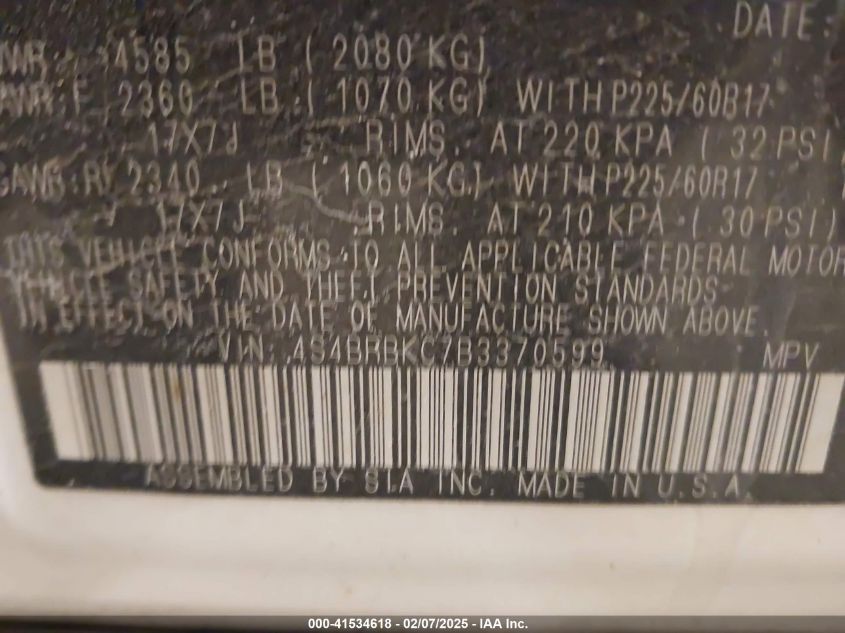 DATE:
4585 LB ( 2080 KG)
2360 LB ( 1070 KG) WITH P225/60R17
17X7J RIMS, AT 220 KPA ( 32 PSI)
GAWR:R 2340 LB ( 1060 KG) WITH P225/60R17
17X7J RIMS, AT 210 KPA ( 30 PSI)
THIS VEHICLE CONFORMS TO ALL APPLICABLE FEDERAL MOTOR
VEHICLE SAFETY AND THEFT PREVENTION STANDARDS
IN EFFECT ON THE DATE OF MANUFACTURE SHOWN ABOVE.
VIN: 4S4BRBKC7B3370599 MPV
ASSEMBLED BY SIA INC. MADE IN U.S.A.
000-41534618 — 02/07/2025 — IAA Inc.